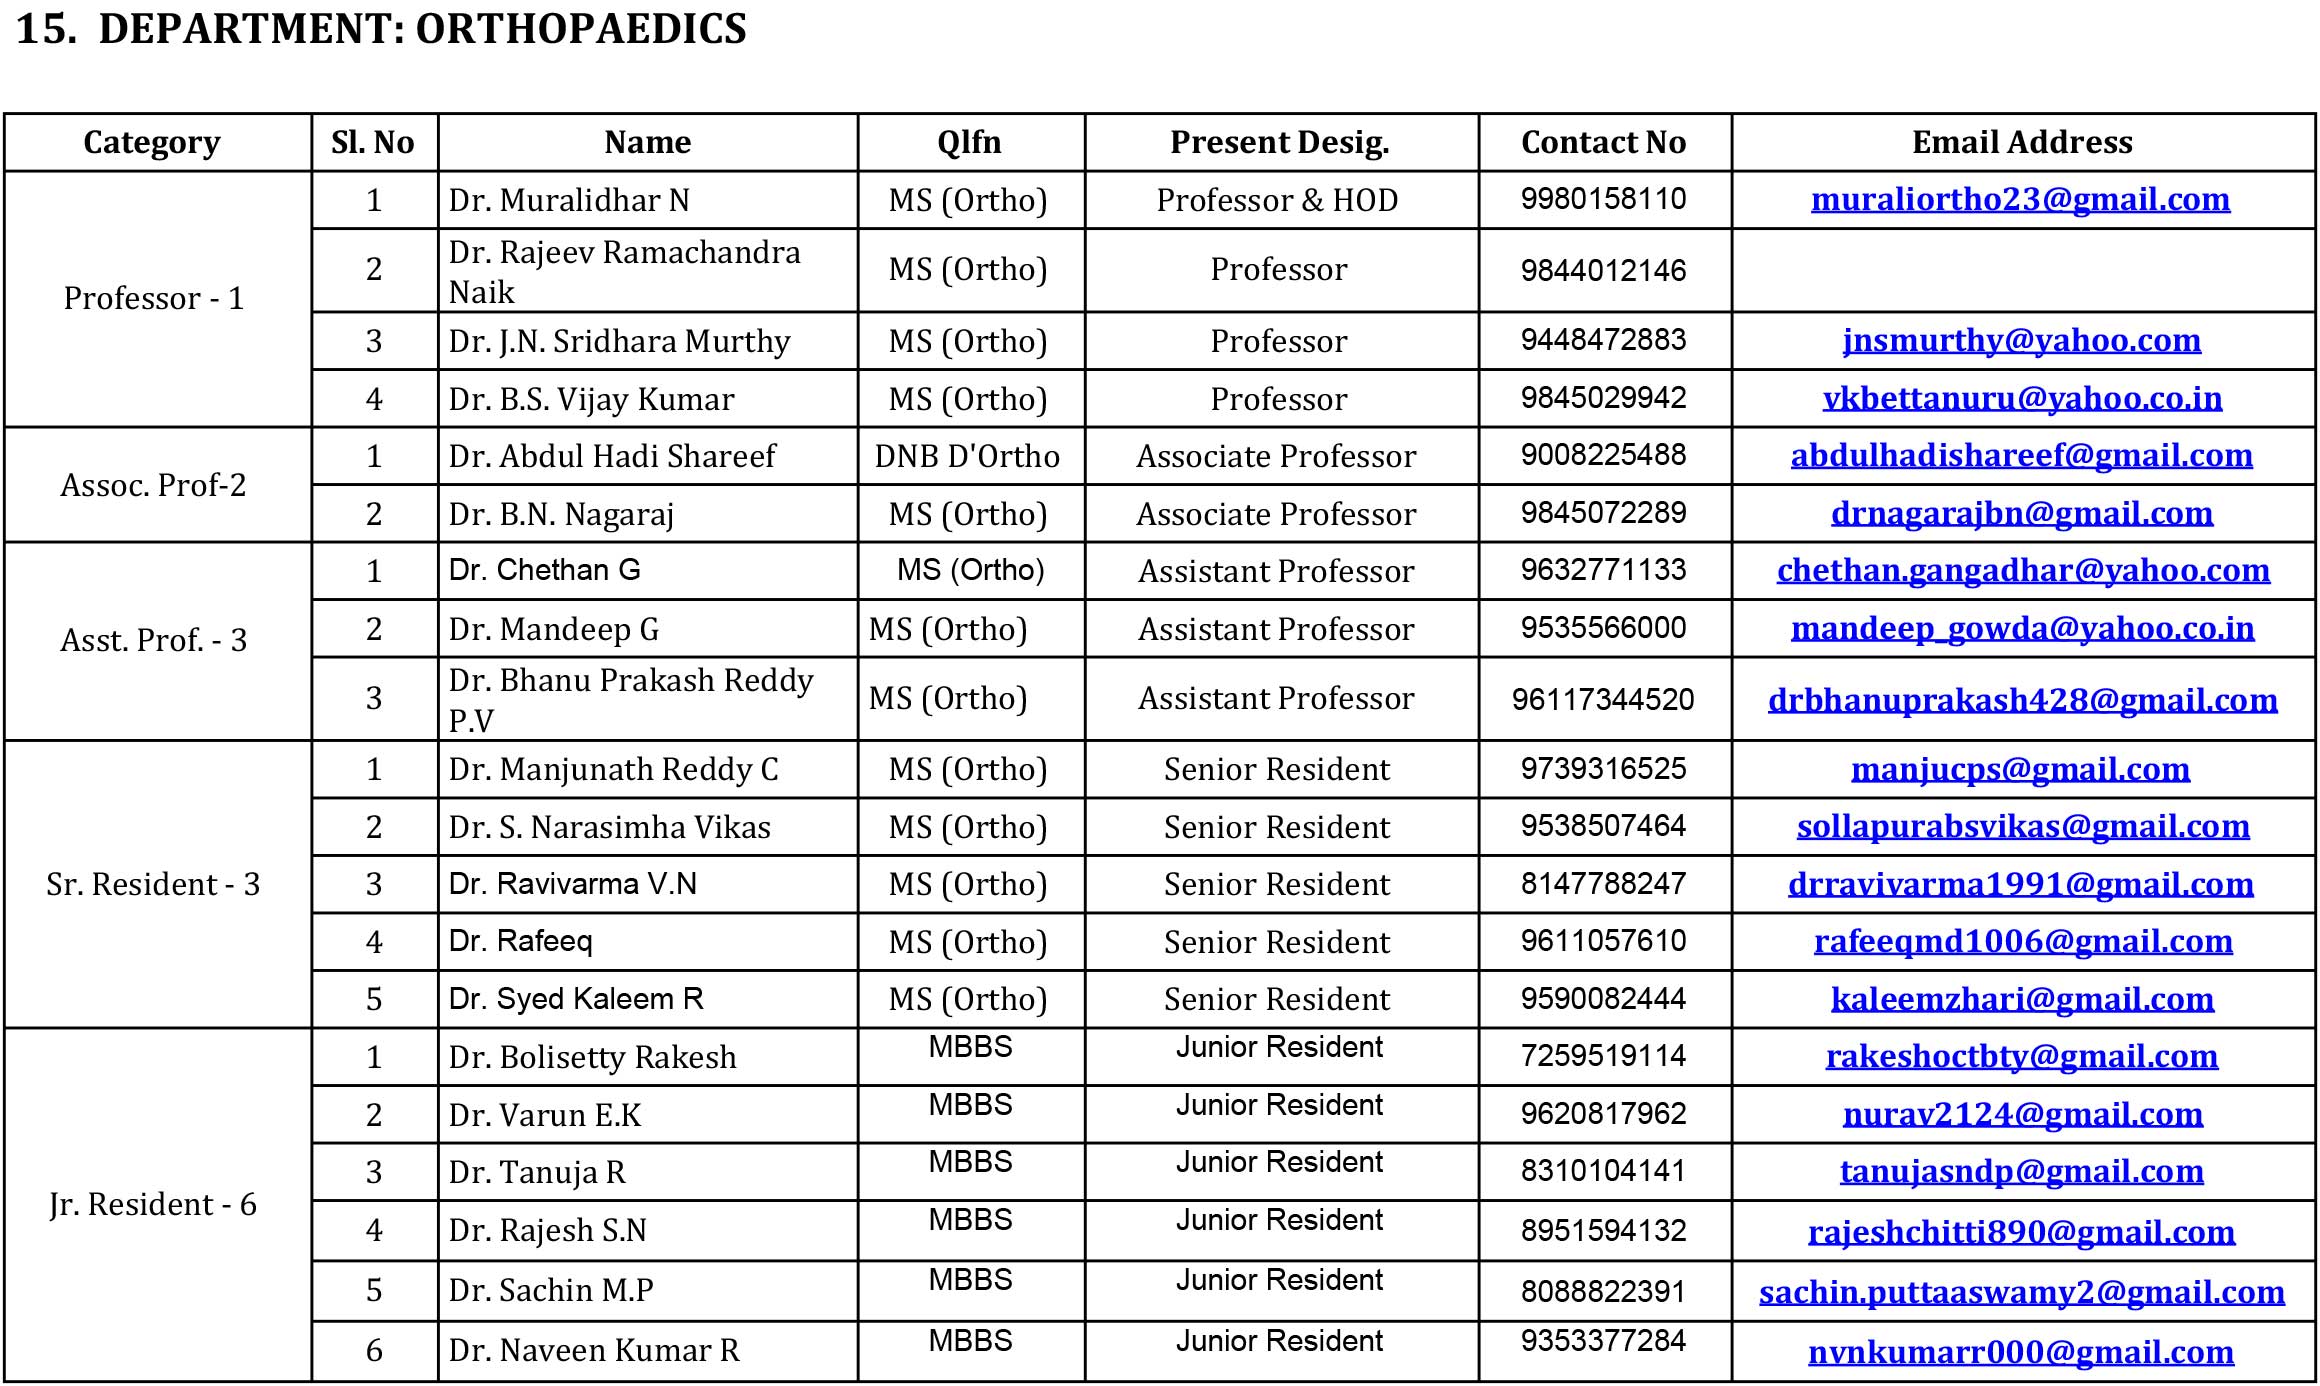 15. DEPARTMENT: ORTHOPAEDICS
Category Sl. No Name Qlfn Present Desig. Contact No Email Address
Professor - 1
1 Dr. Muralidhar N MS (Ortho) Professor & HOD 9980158110 muraliortho23@gmail.com
2 Dr. Rajeev Ramachandra Naik MS (Ortho) Professor 9844012146
3 Dr. J.N. Sridhara Murthy MS (Ortho) Professor 9448472883 jnsmurthy@yahoo.com
4 Dr. B.S. Vijay Kumar MS (Ortho) Professor 9845029942 vkbettanuru@yahoo.co.in
Assoc. Prof-2
1 Dr. Abdul Hadi Shareef DNB D'Ortho Associate Professor 9008225488 abdulhadishareef@gmail.com
2 Dr. B.N. Nagaraj MS (Ortho) Associate Professor 9845072289 drnagarajbn@gmail.com
Asst. Prof. - 3
1 Dr. Chethan G MS (Ortho) Assistant Professor 9632771133 chethan.gangadhar@yahoo.com
2 Dr. Mandeep G MS (Ortho) Assistant Professor 9535566000 mandeep_gowda@yahoo.co.in
3 Dr. Bhanu Prakash Reddy P.V MS (Ortho) Assistant Professor 96117344520 drbhanuprakash428@gmail.com
Sr. Resident - 3
1 Dr. Manjunath Reddy C MS (Ortho) Senior Resident 9739316525 manjucps@gmail.com
2 Dr. S. Narasimha Vikas MS (Ortho) Senior Resident 9538507464 sollapurabsvikas@gmail.com
3 Dr. Ravivarma V.N MS (Ortho) Senior Resident 8147788247 drravivarma1991@gmail.com
4 Dr. Rafeeq MS (Ortho) Senior Resident 9611057610 rafeeqmd1006@gmail.com
5 Dr. Syed Kaleem R MS (Ortho) Senior Resident 9590082444 kaleemzhari@gmail.com
Jr. Resident - 6
1 Dr. Bolisetty Rakesh MBBS Junior Resident 7259519114 rakeshoctbty@gmail.com
2 Dr. Varun E.K MBBS Junior Resident 9620817962 nurav2124@gmail.com
3 Dr. Tanuja R MBBS Junior Resident 8310104141 tanujasndp@gmail.com
4 Dr. Rajesh S.N MBBS Junior Resident 8951594132 rajeshchitti890@gmail.com
5 Dr. Sachin M.P MBBS Junior Resident 8088822391 sachin.puttaaswamy2@gmail.com
6 Dr. Naveen Kumar R MBBS Junior Resident 9353377284 nvnkumarr000@gmail.com